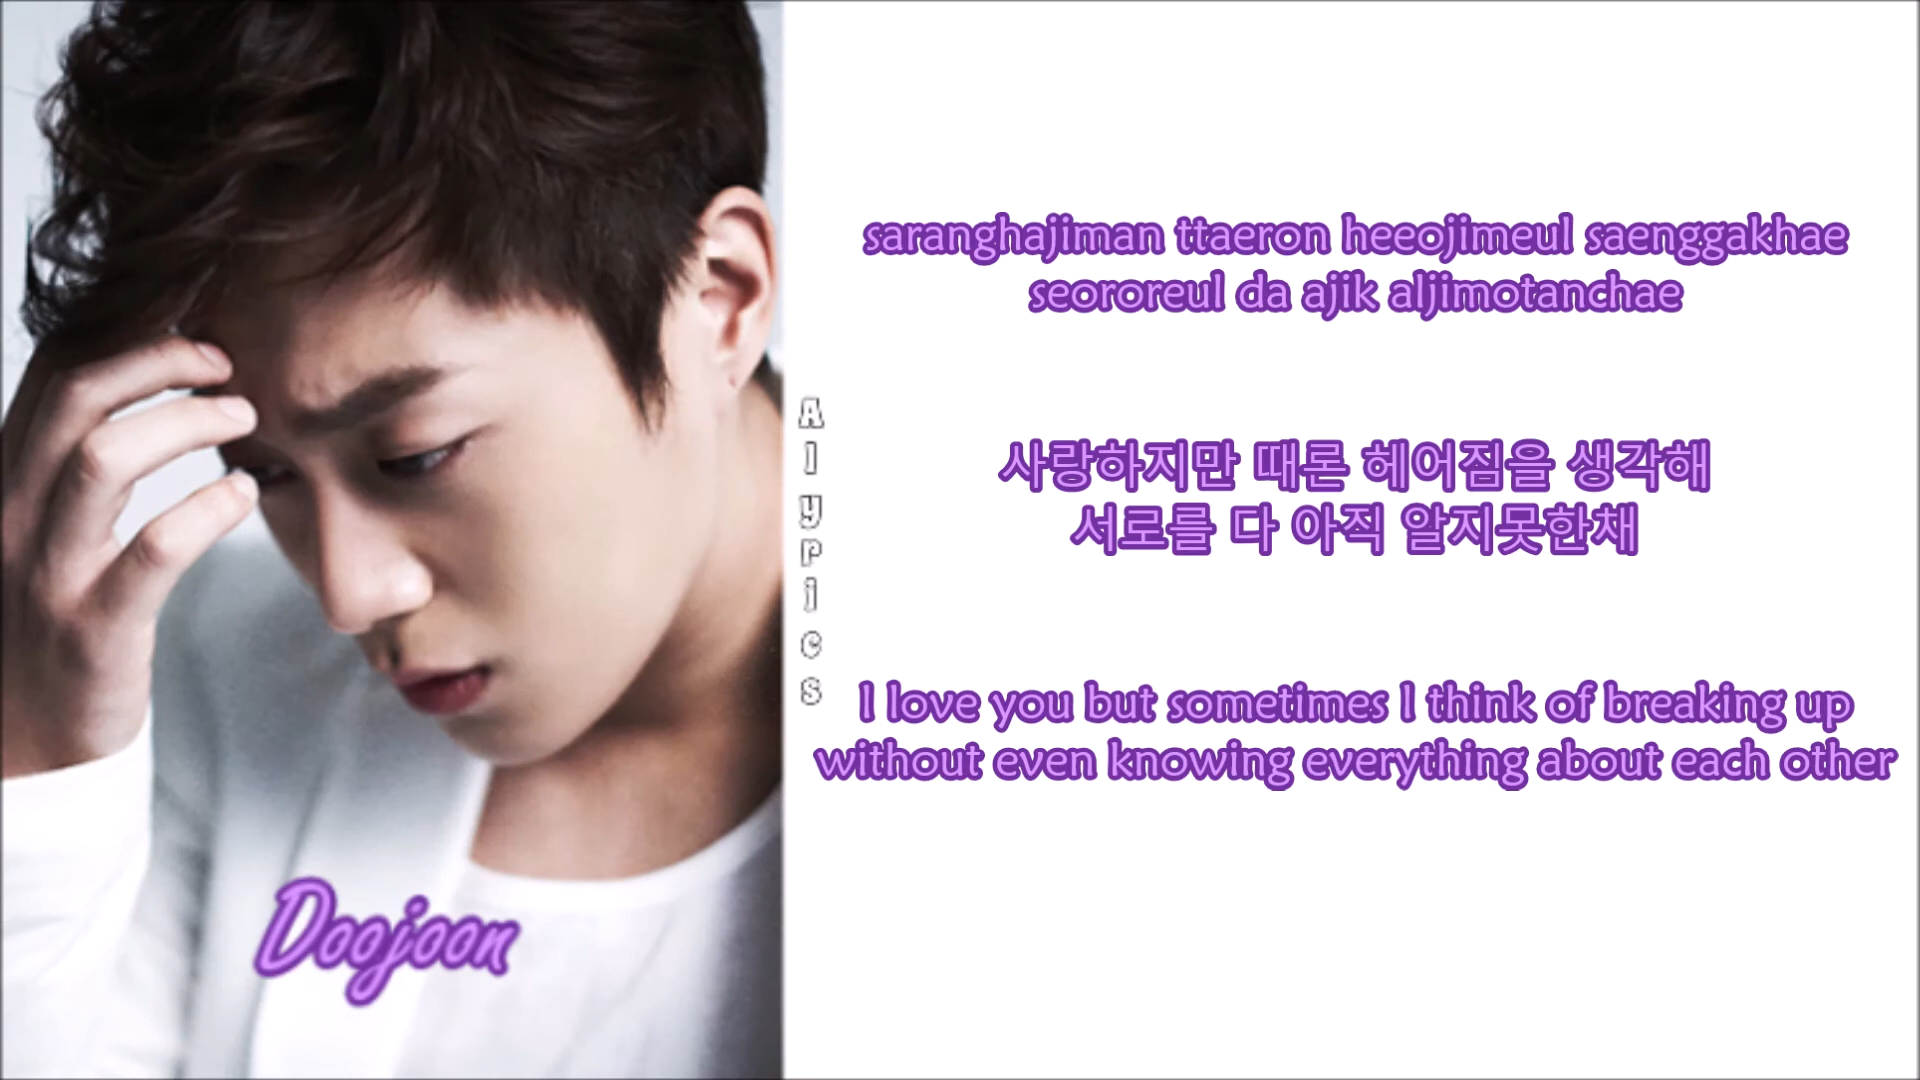 saranghajiman ttaeron heeojimeul saenggakhae
seororeul da ajik aljimotanchae
사랑하지만 때론 헤어짐을 생각해
서로를 다 아직 알지못한채
I love you but sometimes I think of breaking up
without even knowing everything about each other
Alypics
Doojoon